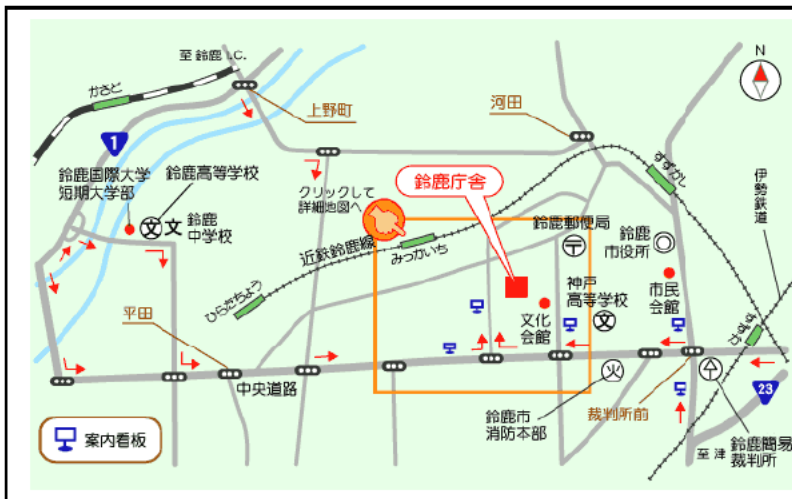 至 鈴鹿 I.C.
N
かさど
上野町
河田
1
鈴鹿国際大学
短期大学部
鈴鹿高等学校
文
文
鈴鹿
中学校
クリックして
詳細地図へ
鈴鹿庁舎
すずかし
伊勢鉄道
近鉄鈴鹿線
みっかいち
鈴鹿郵便局
〒
鈴鹿
市役所
ひらたちょう
平田
神戸
高等学校
文
文化
会館
市民
会館
すずか
中央道路
火
鈴鹿市
消防本部
裁判所前
23
案内看板
至 津
鈴鹿簡易
裁判所